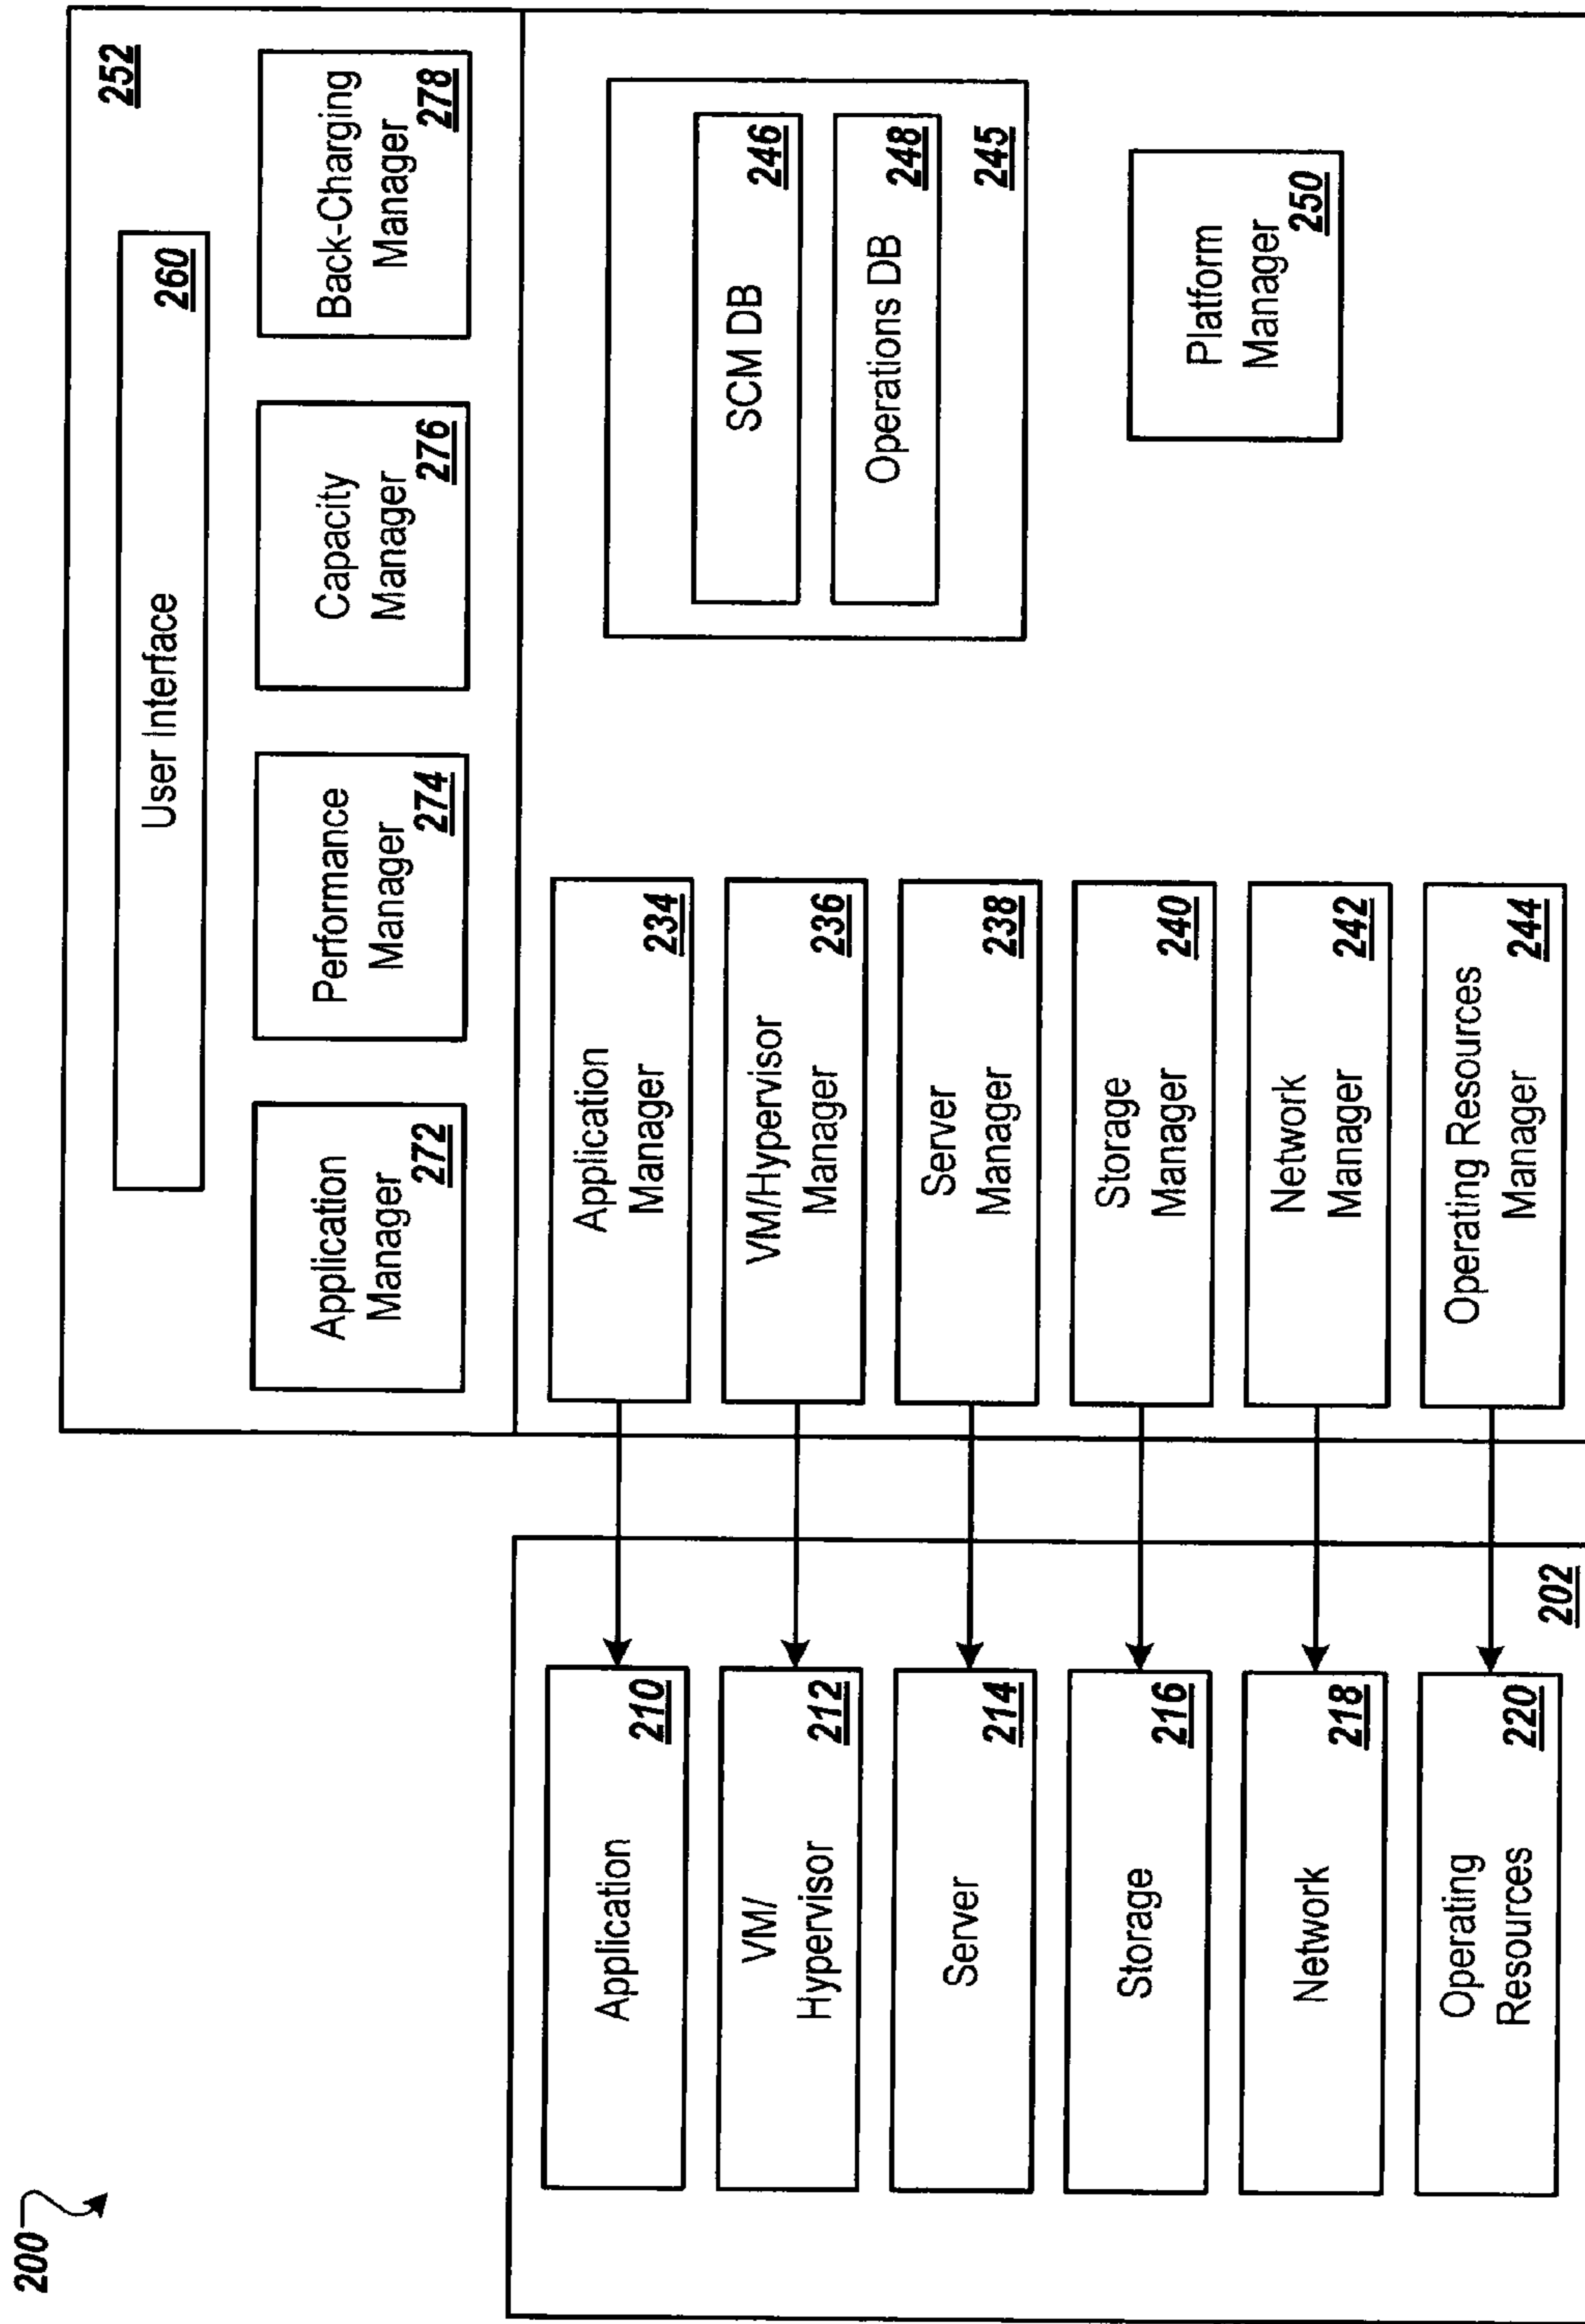 200
252
User Interface
260
Application
Manager
272
Performance
Manager
274
Capacity
Manager
276
Back-Charging
Manager
278
Application
210
VM/
Hypervisor
212
Server
214
Storage
216
Network
218
Operating
Resources
220
202
Application
Manager
234
VM/Hypervisor
Manager
236
Server
Manager
238
Storage
Manager
240
Network
Manager
242
Operating Resources
Manager
244
SCM DB
246
Operations DB
248
245
Platform
Manager
250